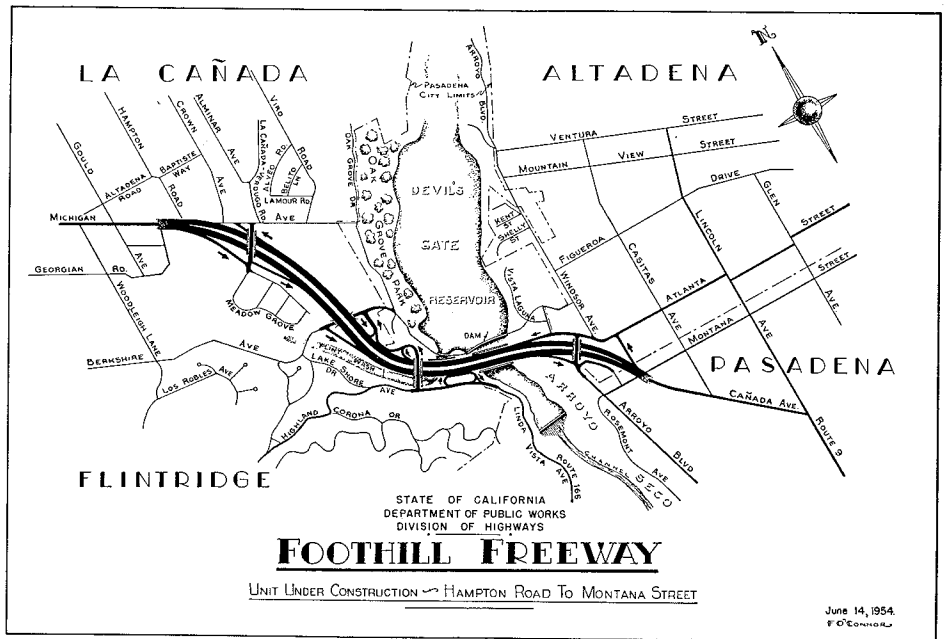 LA CAÑADA
ALTADENA
N
PASADENA
CITY LIMITS
ARROYO
BLVD.
GOULD
HAMPTON
ROAD
CROWN
ALMINAR
AVE
AVE
LA CAÑADA VERDUGO RD.
ALVEO RD.
VIRO
ROAD
BELITO LN
LAMOUR RD.
ALTADENA
ROAD
BAPTISTE
WAY
MICHIGAN
AVE
AVE
GEORGIAN RD.
WOODLEIGH LANE
MEADOW GROVE
OAK GROVE DR
OAK GROVE PARK
DEVIL'S
GATE
RESERVOIR
DAM
VENTURA STREET
MOUNTAIN VIEW STREET
KENT ST
SHELLY ST
FIGUEROA DRIVE
VISTA LAGUNA
WINDSOR
AVE
CASITAS
AVE
LINCOLN
AVE
GLEN
AVE
ATLANTA STREET
MONTANA STREET
PASADENA
CAÑADA AVE.
ROUTE 9
BERKSHIRE AVE
LOS ROBLES AVE
FLINT WASH
LAKE SHORE
DR
HIGHLAND AVE
CORONA DR
LINDA
VISTA
AVE
ROUTE 166
ARROYO
SECO
CHANNEL
ROSEMONT AVE
ARROYO BLVD
FLINTRIDGE
STATE OF CALIFORNIA
DEPARTMENT OF PUBLIC WORKS
DIVISION OF HIGHWAYS
FOOTHILL FREEWAY
UNIT UNDER CONSTRUCTION ~ HAMPTON ROAD TO MONTANA STREET
June 14, 1954.
F O'CONNOR